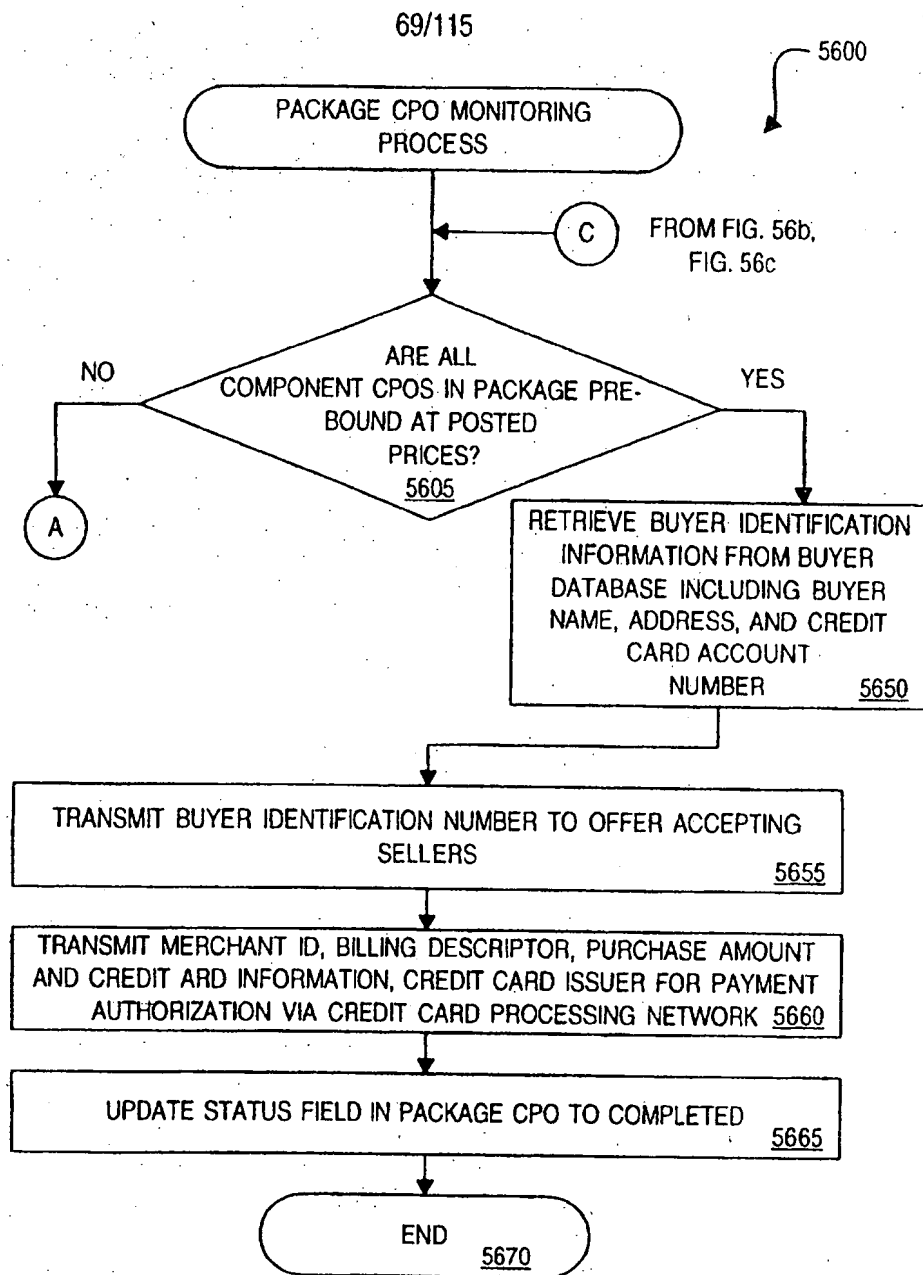 69/115
5600
PACKAGE CPO MONITORING
PROCESS
C
FROM FIG. 56b,
FIG. 56c
NO
ARE ALL
COMPONENT CPOS IN PACKAGE PRE-
BOUND AT POSTED
PRICES?
5605
YES
A
RETRIEVE BUYER IDENTIFICATION
INFORMATION FROM BUYER
DATABASE INCLUDING BUYER
NAME, ADDRESS, AND CREDIT
CARD ACCOUNT
NUMBER 5650
TRANSMIT BUYER IDENTIFICATION NUMBER TO OFFER ACCEPTING
SELLERS
5655
TRANSMIT MERCHANT ID, BILLING DESCRIPTOR, PURCHASE AMOUNT
AND CREDIT ARD INFORMATION, CREDIT CARD ISSUER FOR PAYMENT
AUTHORIZATION VIA CREDIT CARD PROCESSING NETWORK 5660
UPDATE STATUS FIELD IN PACKAGE CPO TO COMPLETED
5665
END
5670